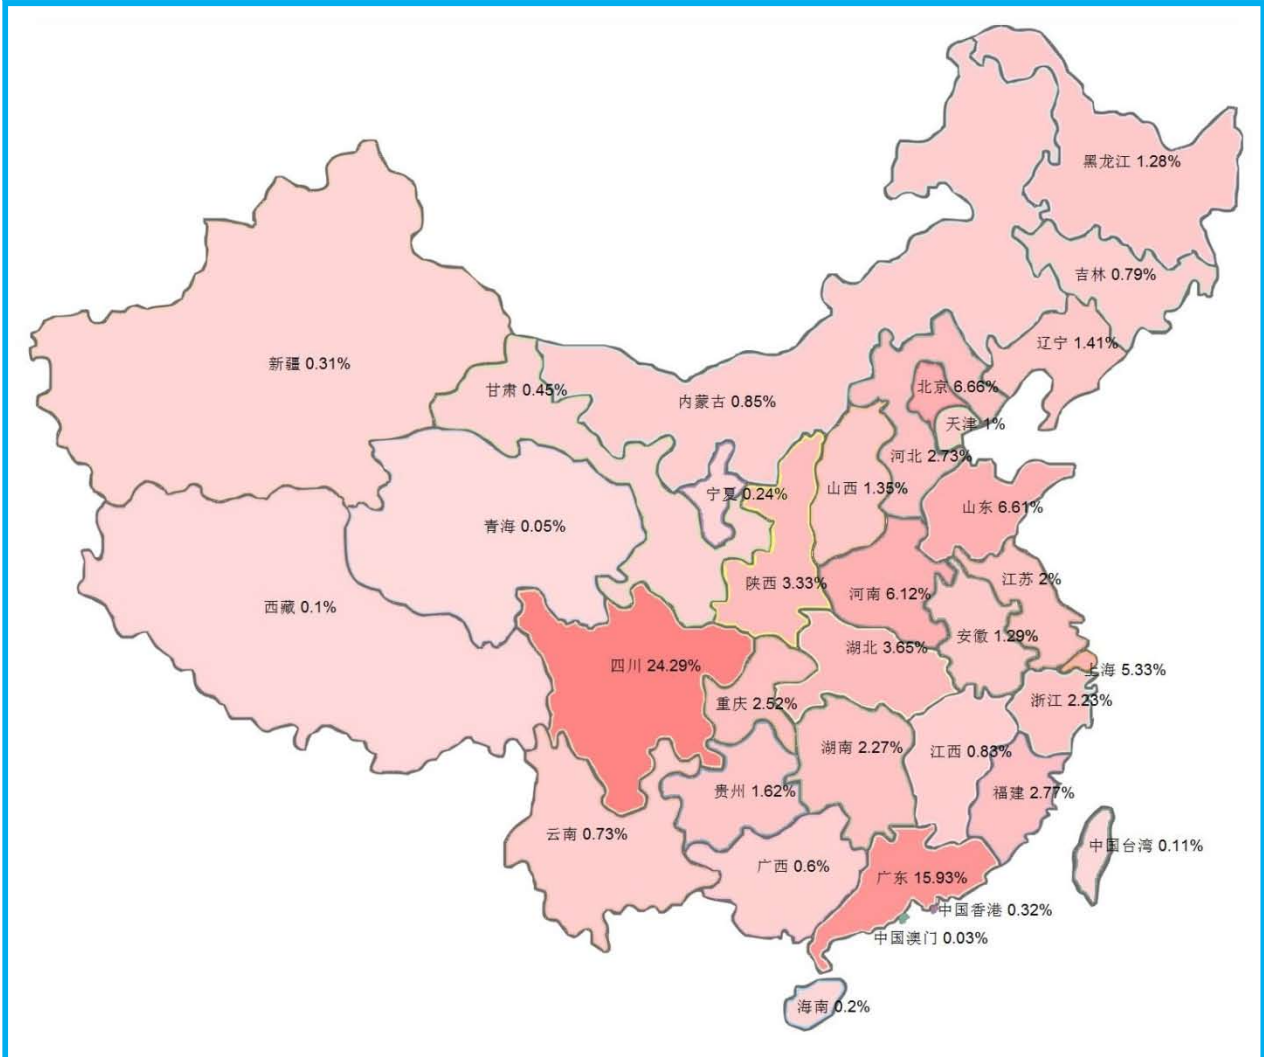 黑龙江 1.28%
吉林 0.79%
辽宁 1.41%
新疆 0.31%
北京 6.66%
甘肃 0.45%
内蒙古 0.85%
天津 1%
河北 2.73%
山西 1.35%
宁夏 0.24%
山东 6.61%
青海 0.05%
江苏 2%
陕西 3.33%
河南 6.12%
西藏 0.1%
安徽 1.29%
湖北 3.65%
四川 24.29%
上海 5.33%
浙江 2.23%
重庆 2.52%
湖南 2.27%
江西 0.83%
贵州 1.62%
福建 2.77%
云南 0.73%
中国台湾 0.11%
广西 0.6%
广东 15.93%
中国香港 0.32%
中国澳门 0.03%
海南 0.2%